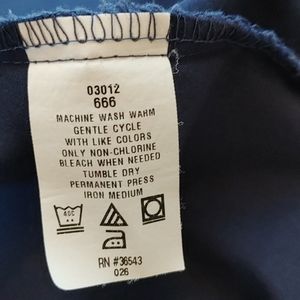 03012
666
MACHINE WASH WARM
GENTLE CYCLE
WITH LIKE COLORS
ONLY NON-CHLORINE
BLEACH WHEN NEEDED
TUMBLE DRY
PERMANENT PRESS
IRON MEDIUM
40C
RN #36543
026